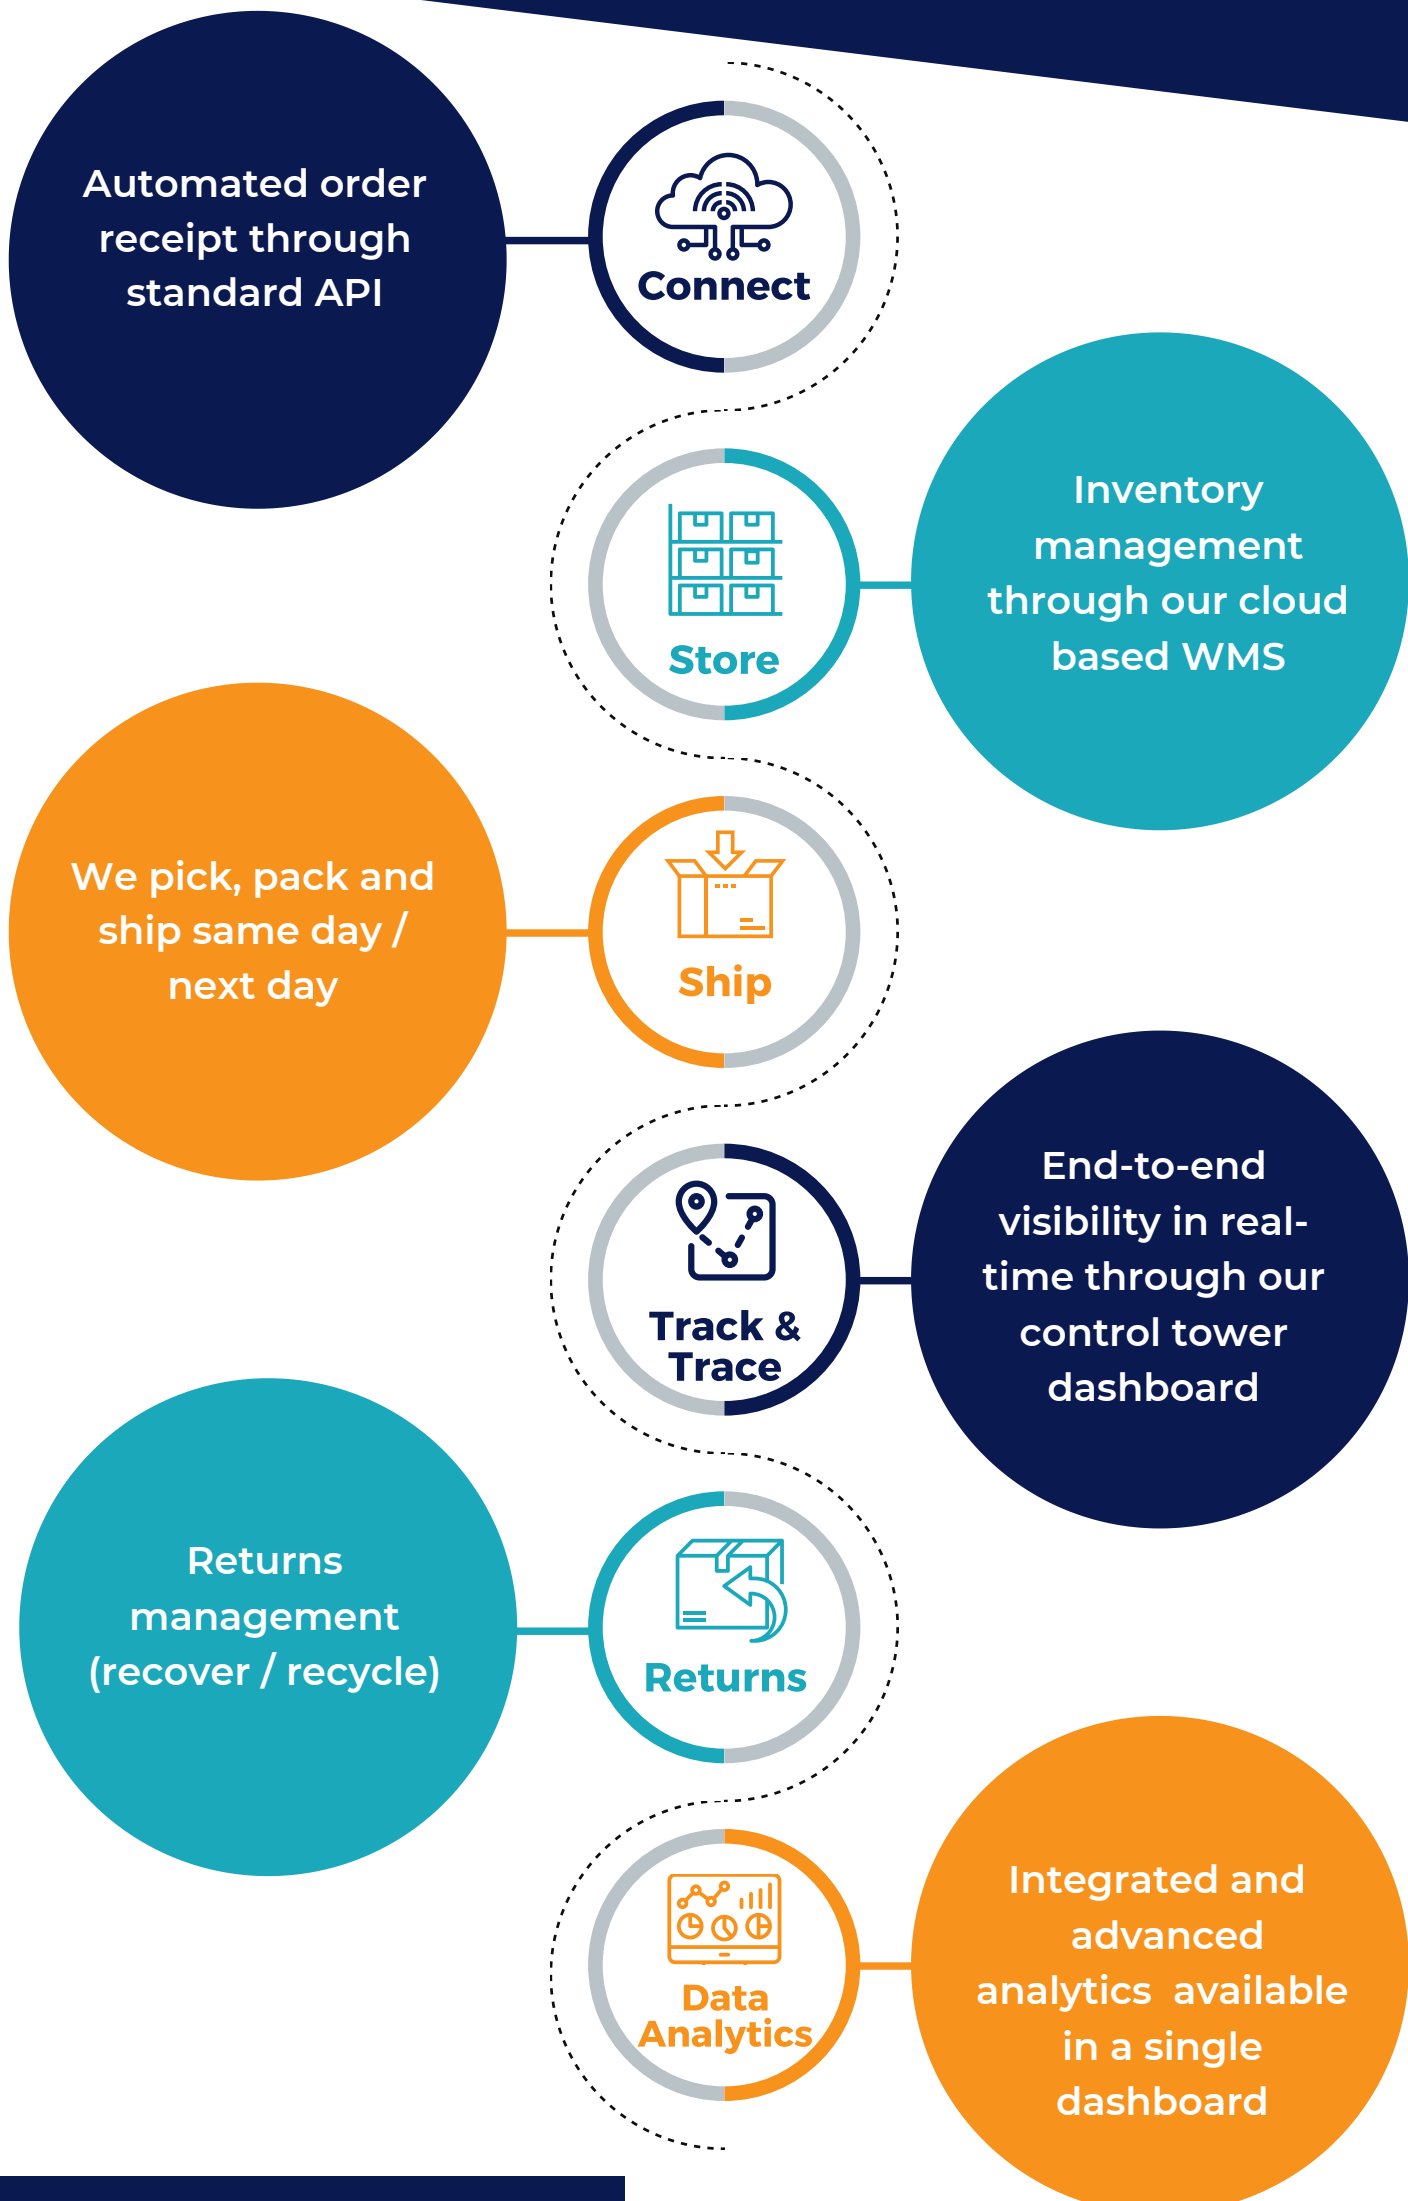 Automated order
receipt through
standard API
Connect
Inventory
management
through our cloud
based WMS
Store
We pick, pack and
ship same day /
next day
Ship
End-to-end
visibility in real-
time through our
control tower
dashboard
Track &
Trace
Returns
management
(recover / recycle)
Returns
Integrated and
advanced
analytics  available
in a single
dashboard
Data
Analytics